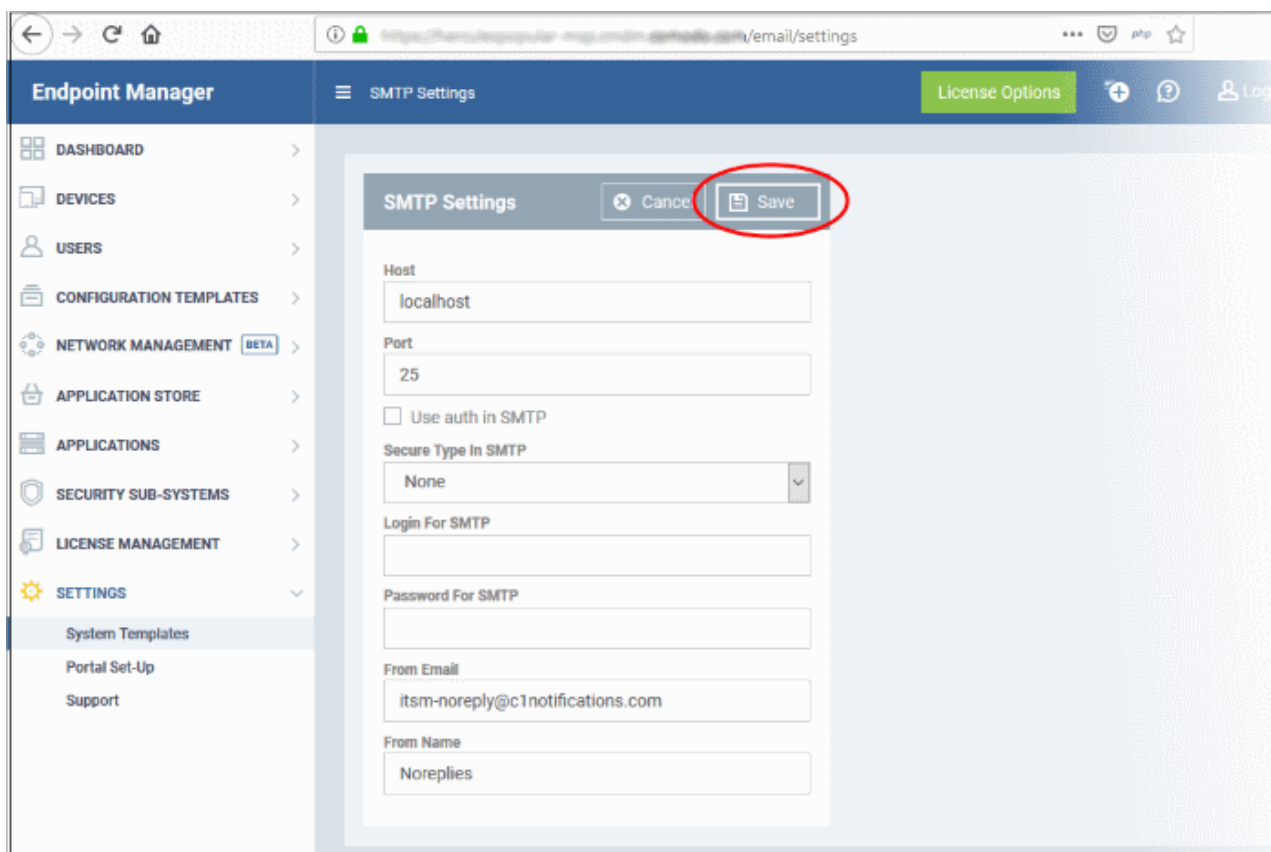 /email/settings
php
Endpoint Manager
SMTP Settings
License Options
Log
DASHBOARD
DEVICES
USERS
CONFIGURATION TEMPLATES
NETWORK MANAGEMENT BETA
APPLICATION STORE
APPLICATIONS
SECURITY SUB-SYSTEMS
LICENSE MANAGEMENT
SETTINGS
System Templates
Portal Set-Up
Support
SMTP Settings
Cance
Save
Host
localhost
Port
25
Use auth in SMTP
Secure Type In SMTP
None
Login For SMTP
Password For SMTP
From Email
itsm-noreply@c1notifications.com
From Name
Noreplies